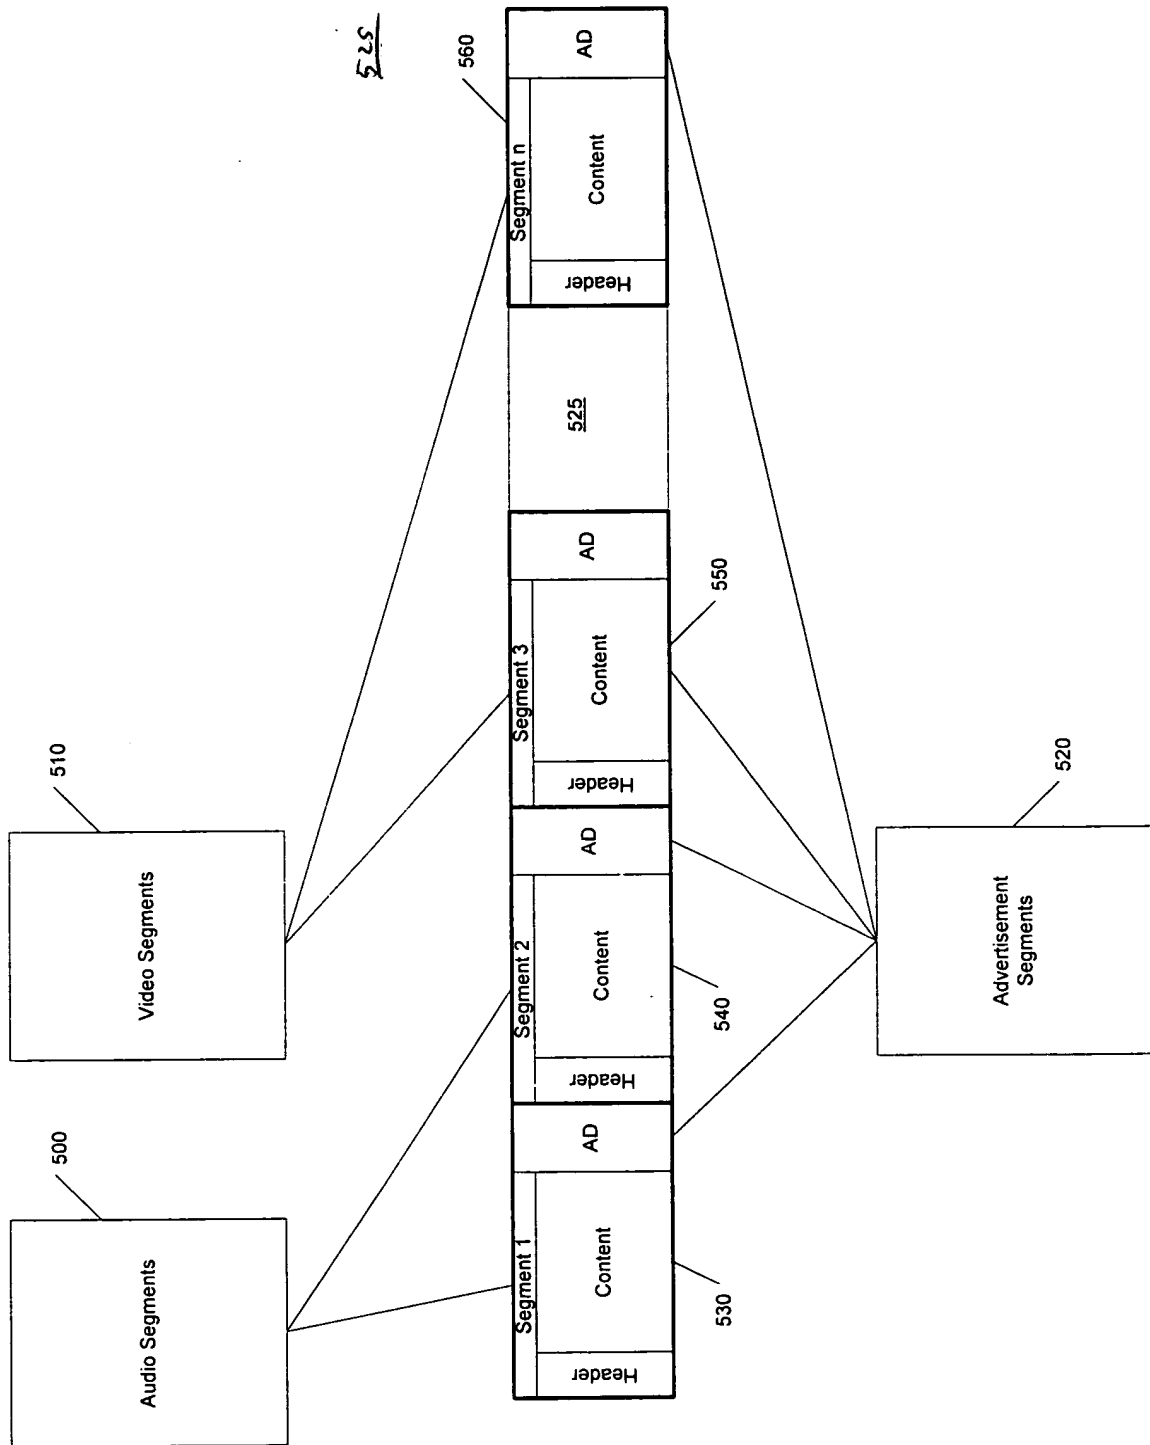 525
500
Audio Segments
510
Video Segments
560
Segment 1
Header
Content
AD
Segment 2
Header
Content
AD
Segment 3
Header
Content
AD
525
Segment n
Header
Content
AD
530
540
550
520
Advertisement
Segments